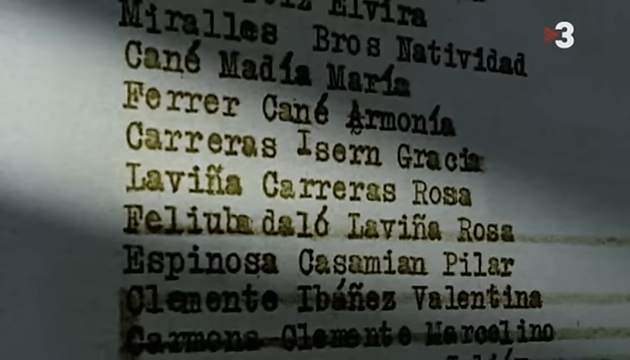 Elvira
3
Miralles Bros Natividad
Cané Madía María
Ferrer Cané Armonía
Carreras Isern Gracia
Laviña Carreras Rosa
Feliubadaló Laviña Rosa
Espinosa Casamian Pilar
Clemente Ibáñez Valentina
Carmona Clemente Marcelino